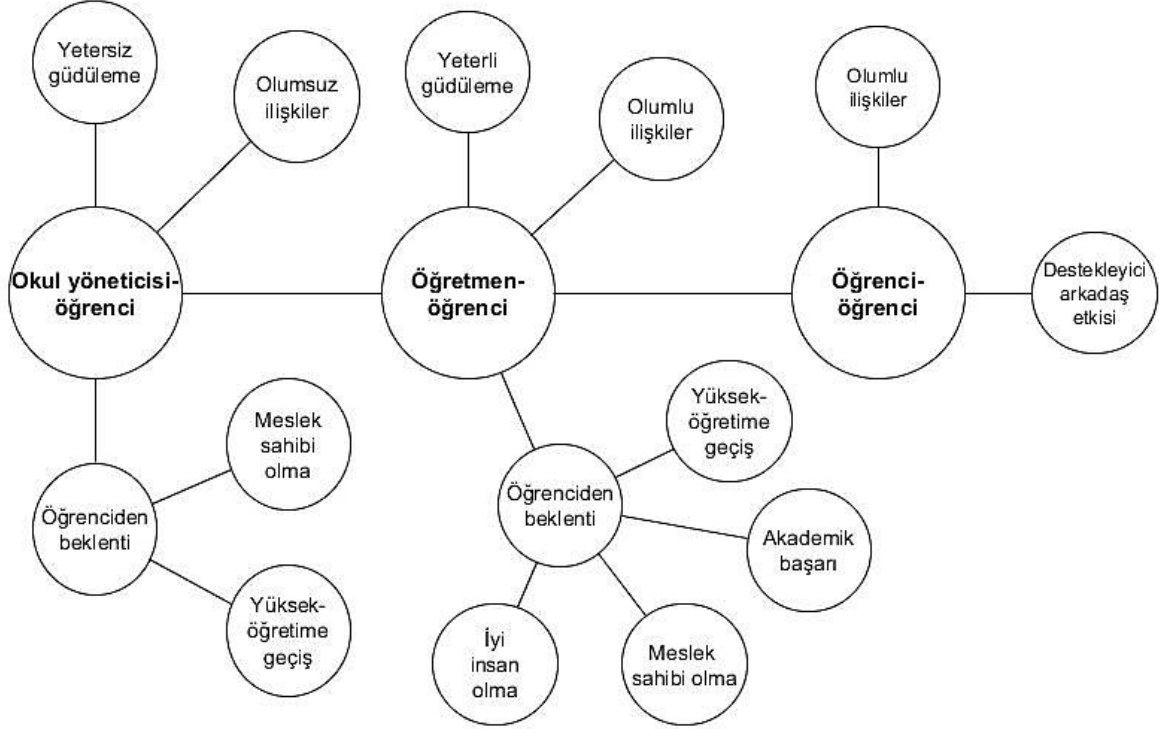 Yetersiz
güdüleme
Olumsuz
ilişkiler
Yeterli
güdüleme
Olumlu
ilişkiler
Olumlu
ilişkiler
Okul yöneticisi-
öğrenci
Öğretmen-
öğrenci
Öğrenci-
öğrenci
Destekleyici
arkadaş
etkisi
Meslek
sahibi
olma
Öğrenciden
beklenti
Yüksek-
öğretime
geçiş
Yüksek-
öğretime
geçiş
Öğrenciden
beklenti
Akademik
başarı
İyi
insan
olma
Meslek
sahibi olma